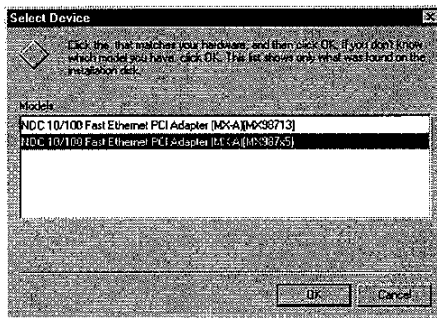 Select Device
Click the, that matches your hardware, and then click OK. If you don't know
which model you have, click OK. This list shows only what was found on the
installation disk.
Models:
NDC 10/100 Fast Ethernet PCI Adapter [MX-A](MX98713)
NDC 10/100 Fast Ethernet PCI Adapter [MX-A](MX987x5)
OK
Cancel